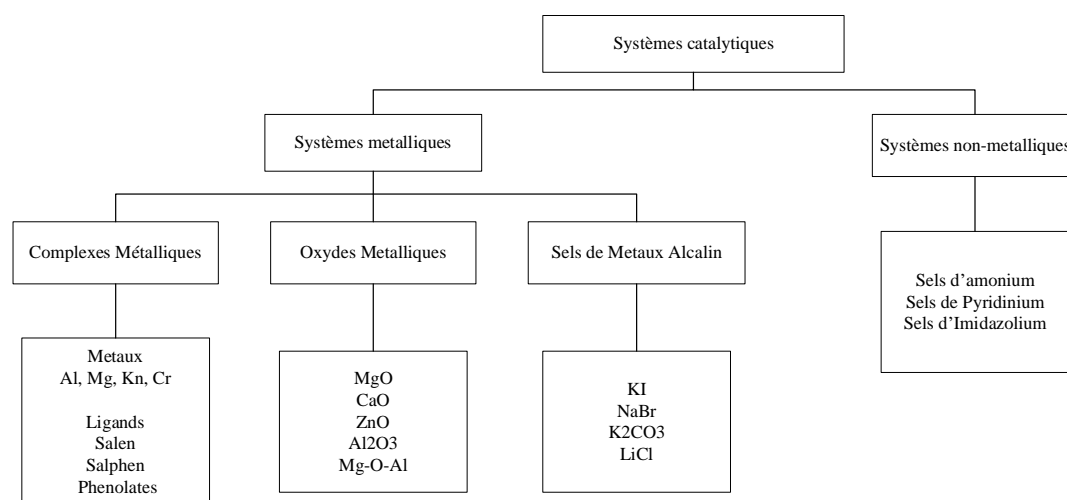 Systèmes catalytiques
Systèmes metalliques
Systèmes non-metalliques
Complexes Métalliques
Oxydes Metalliques
Sels de Metaux Alcalin
Sels d’amonium
Sels de Pyridinium
Sels d’Imidazolium
Metaux
Al, Mg, Kn, Cr
Ligands
Salen
Salphen
Phenolates
MgO
CaO
ZnO
Al2O3
Mg-O-Al
KI
NaBr
K2CO3
LiCl